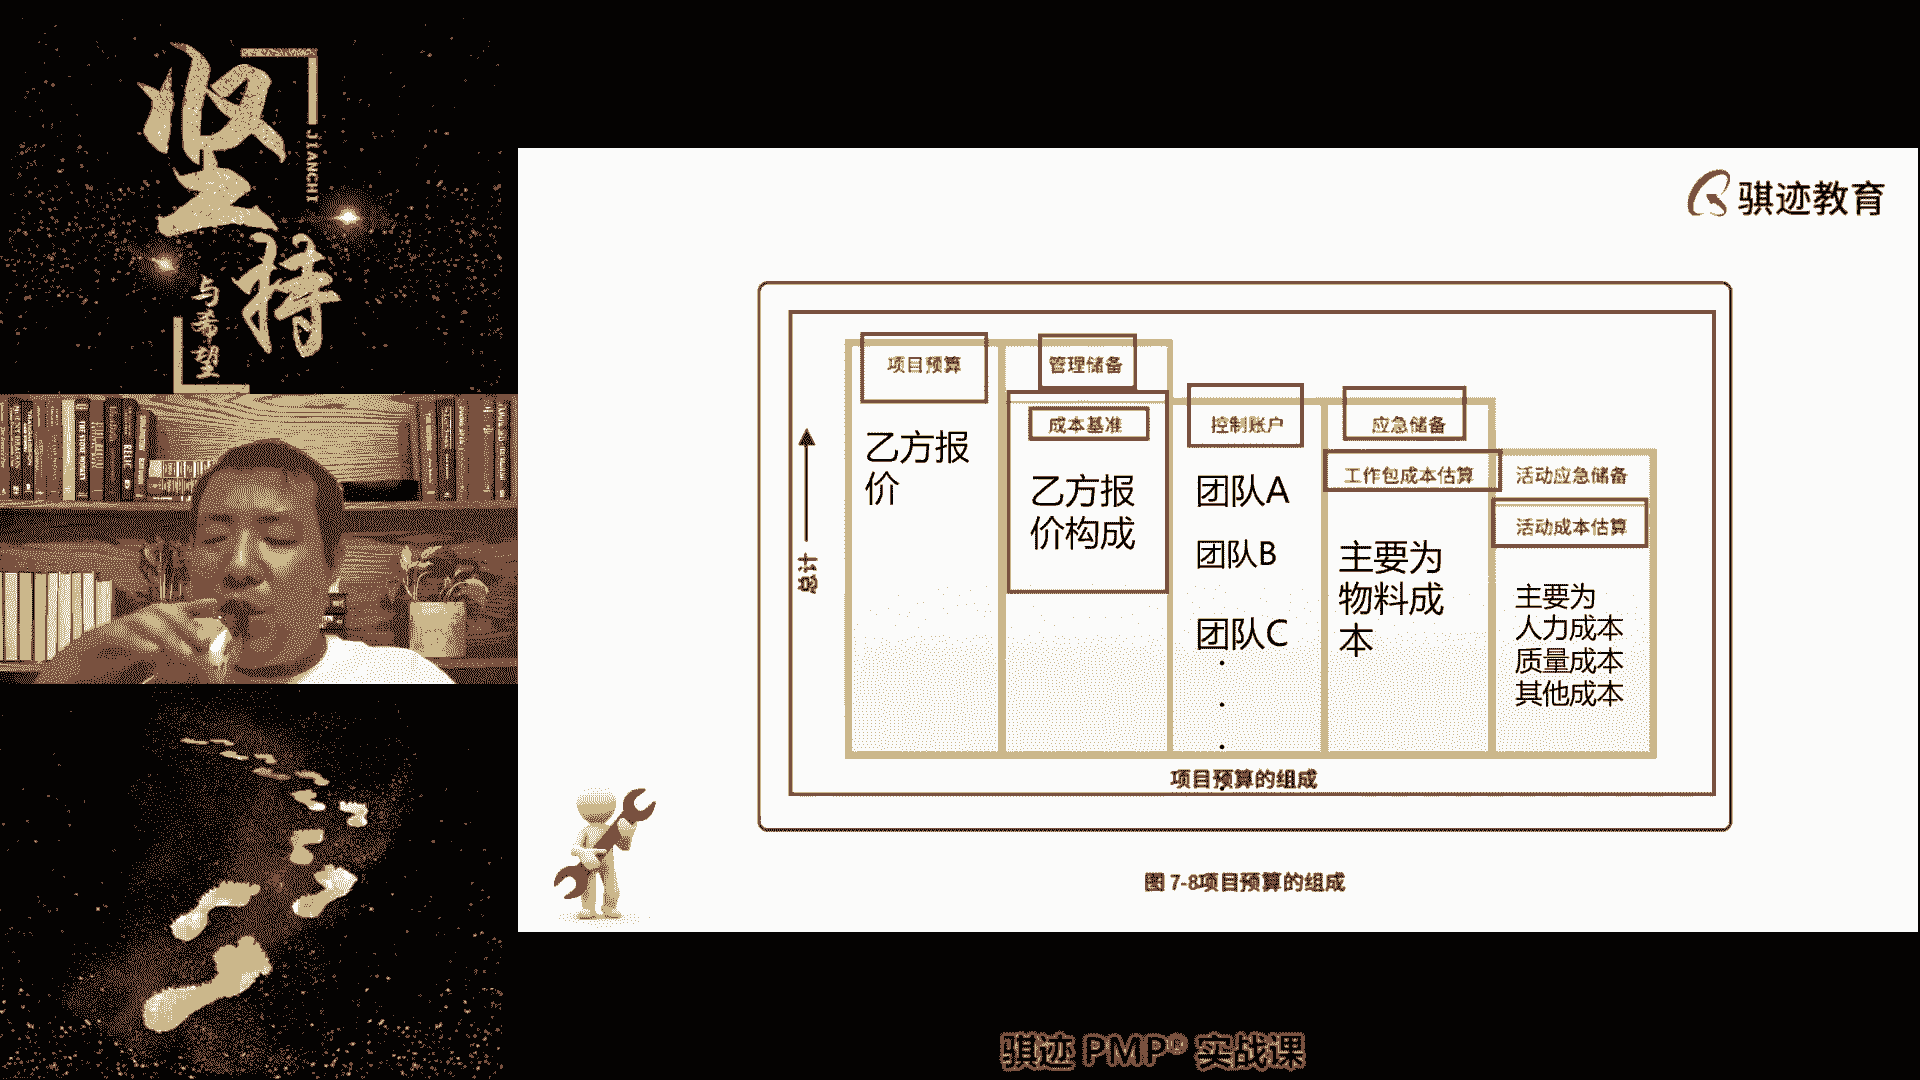 坚持
JIANCHI
与希望
骐迹教育
项目预算
管理储备
成本基准
控制账户
应急储备
工作包成本估算
活动应急储备
活动成本估算
乙方报
价
乙方报
价构成
团队A
团队B
团队C
主要为
物料成
本
主要为
人力成本
质量成本
其他成本
总计
项目预算的组成
图 7-8项目预算的组成
骐迹 PMP® 实战课